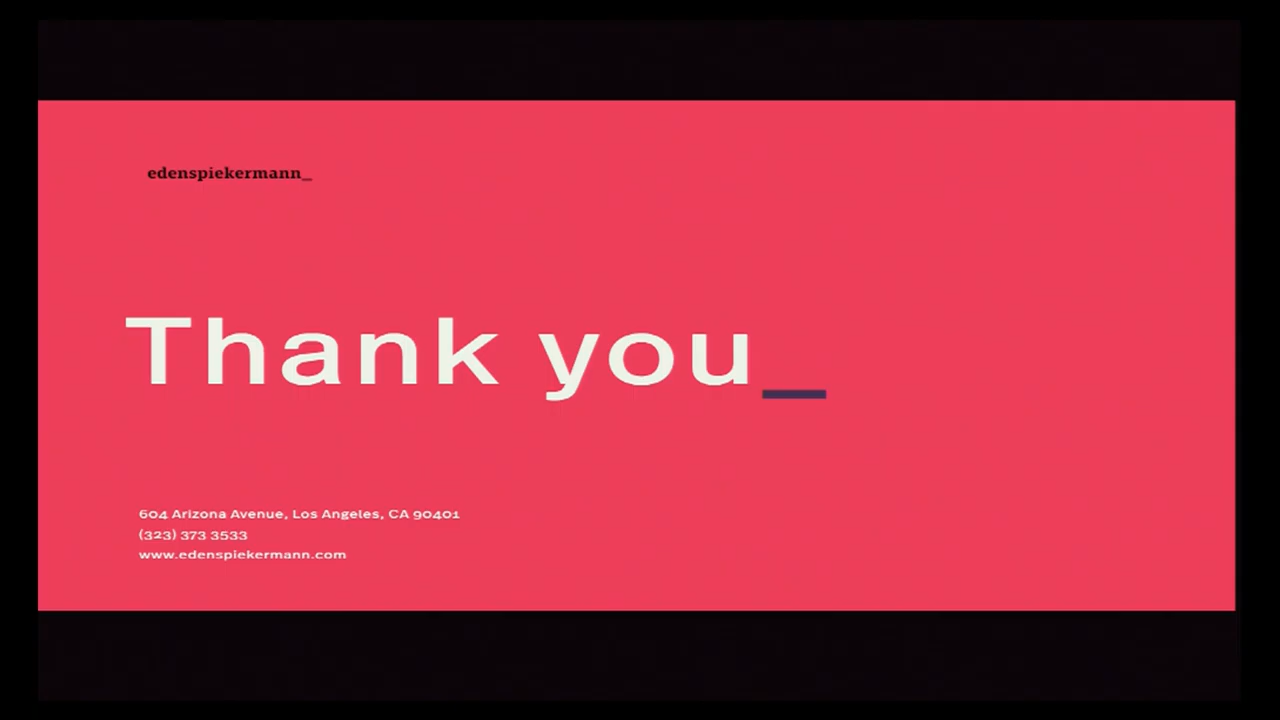 edenspiekermann_
Thank you_
604 Arizona Avenue, Los Angeles, CA 90401
(323) 373 3533
www.edenspiekermann.com